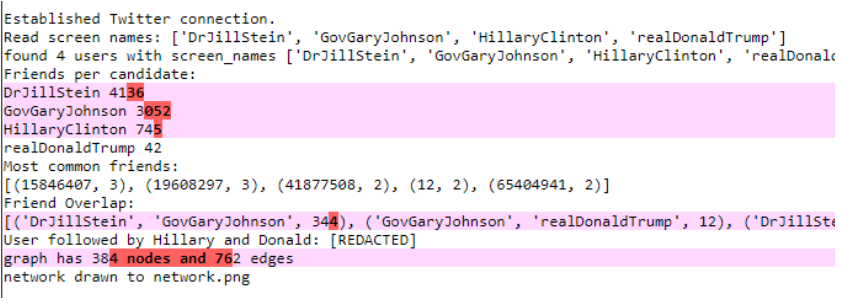 Established Twitter connection.
Read screen names: ['DrJillStein', 'GovGaryJohnson', 'HillaryClinton', 'realDonaldTrump']
found 4 users with screen_names ['DrJillStein', 'GovGaryJohnson', 'HillaryClinton', 'realDonald
Friends per candidate:
DrJillStein 4136
GovGaryJohnson 3052
HillaryClinton 745
realDonaldTrump 42
Most common friends:
[(15846407, 3), (19608297, 3), (41877508, 2), (12, 2), (65404941, 2)]
Friend Overlap:
[('DrJillStein', 'GovGaryJohnson', 344), ('GovGaryJohnson', 'realDonaldTrump', 12), ('DrJillSte
User followed by Hillary and Donald: [REDACTED]
graph has 384 nodes and 762 edges
network drawn to network.png